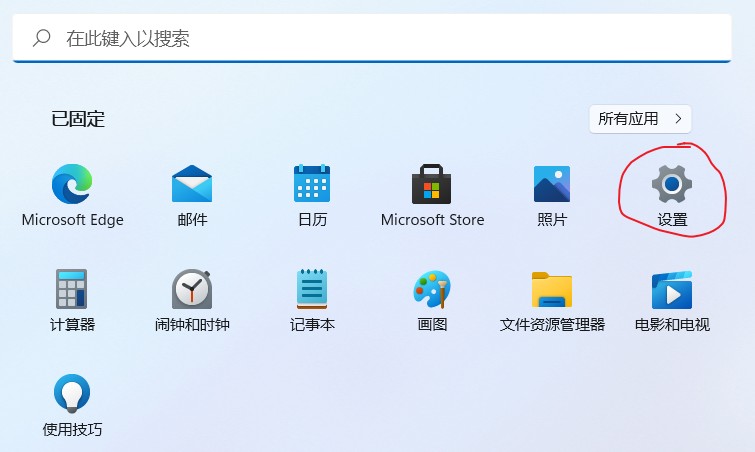 在此键入以搜索
已固定
所有应用
Microsoft Edge
邮件
日历
Microsoft Store
照片
设置
计算器
闹钟和时钟
记事本
画图
文件资源管理器
电影和电视
使用技巧